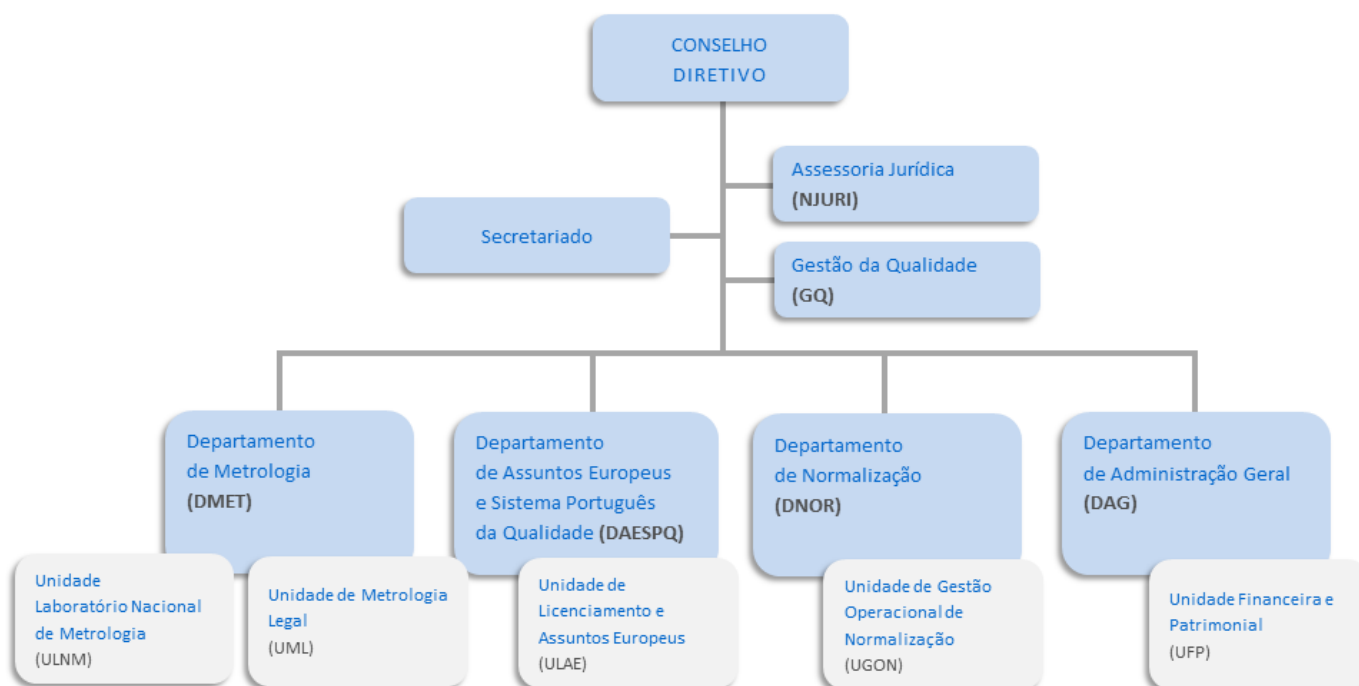 CONSELHO
DIRETIVO
Assessoria Jurídica
(NJURI)
Secretariado
Gestão da Qualidade
(GQ)
Departamento
de Metrologia
(DMET)
Departamento
de Assuntos Europeus
e Sistema Português
da Qualidade (DAESPQ)
Departamento
de Normalização
(DNOR)
Departamento
de Administração Geral
(DAG)
Unidade
Laboratório Nacional
de Metrologia
(ULNM)
Unidade de Metrologia
Legal
(UML)
Unidade de
Licenciamento e
Assuntos Europeus
(ULAE)
Unidade de Gestão
Operacional de
Normalização
(UGON)
Unidade Financeira e
Patrimonial
(UFP)